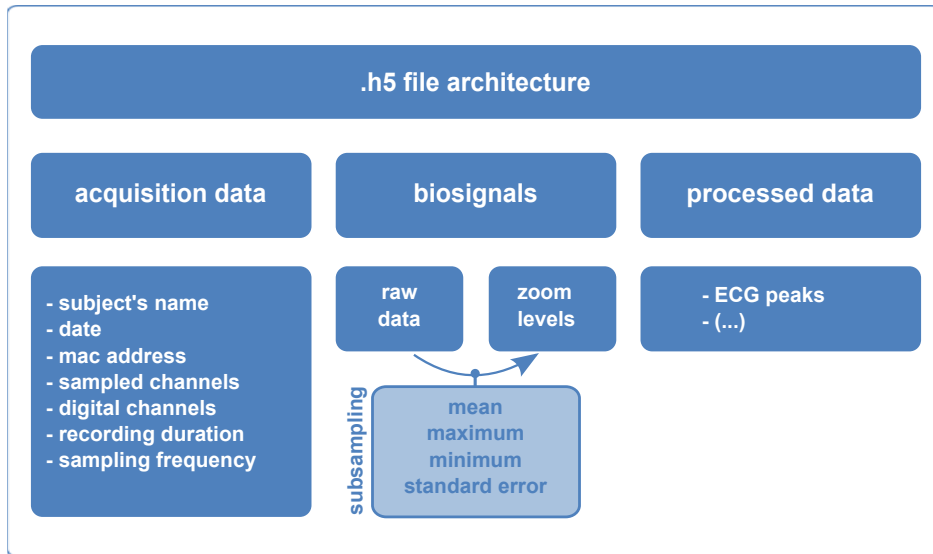 .h5 file architecture
acquisition data
biosignals
processed data
- subject's name
- date
- mac address
- sampled channels
- digital channels
- recording duration
- sampling frequency
raw
data
zoom
levels
- ECG peaks
- (...)
subsampling
mean
maximum
minimum
standard error